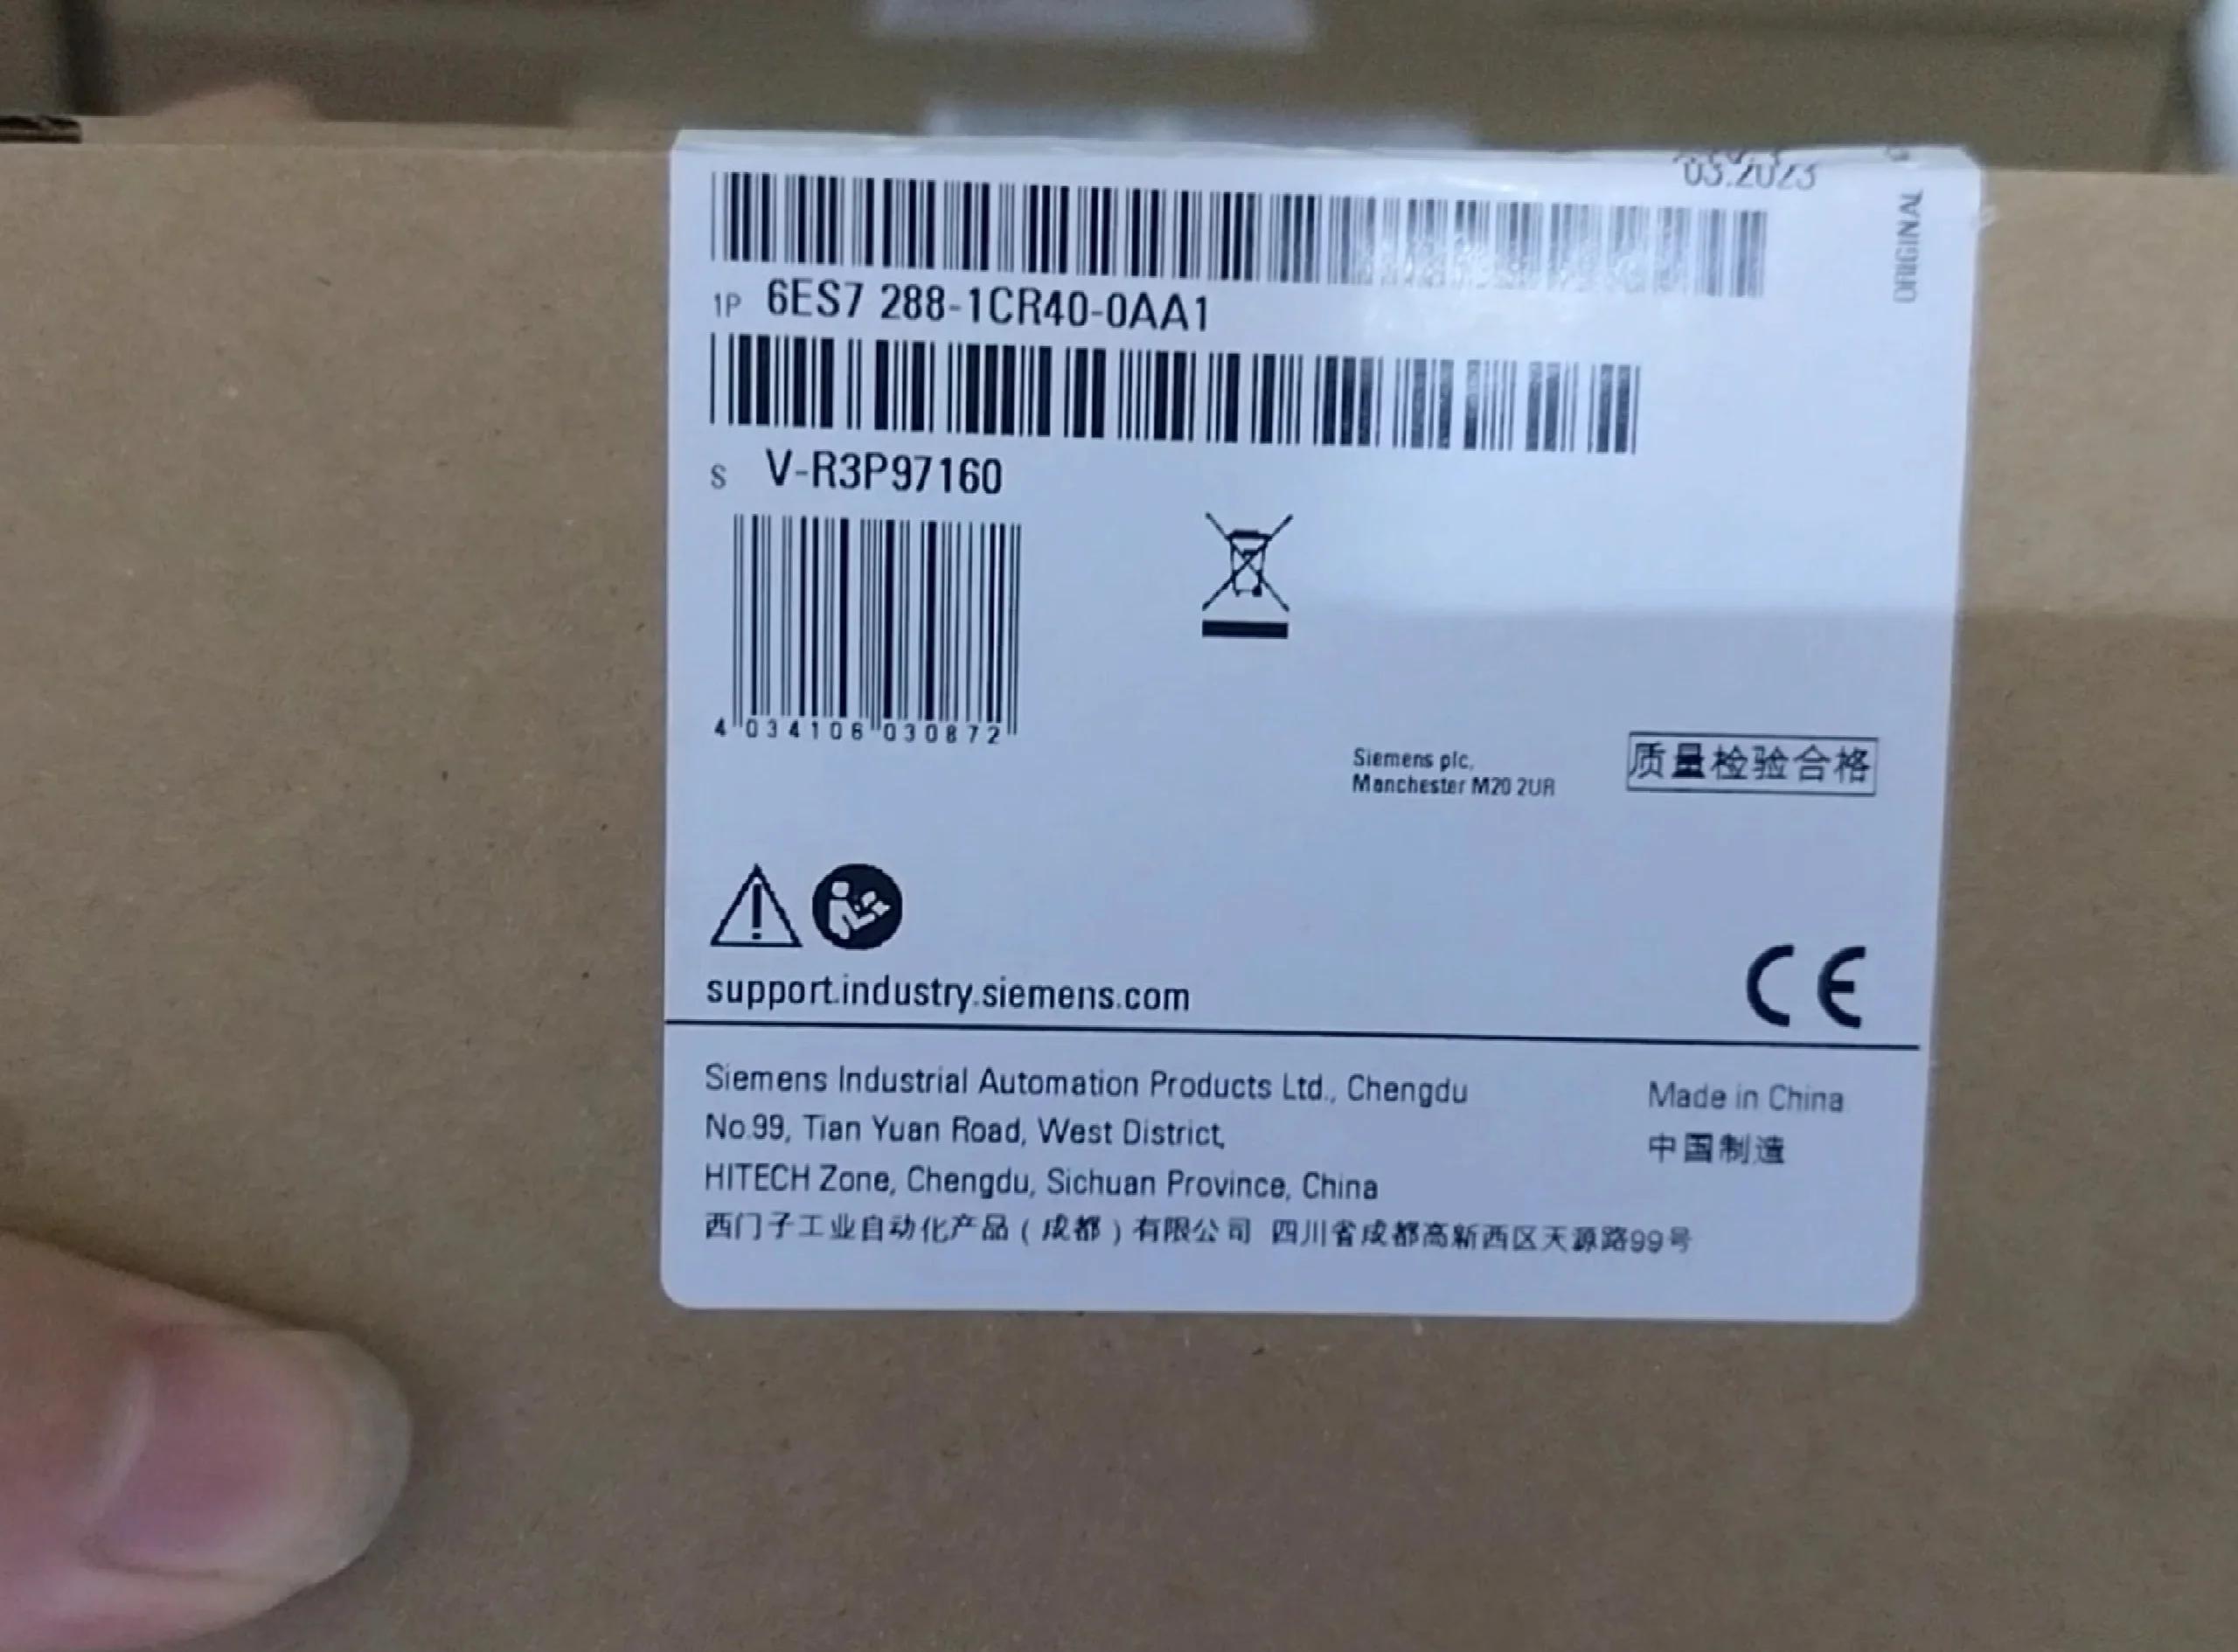 03.2023
ORIGINAL
1P 6ES7 288-1CR40-0AA1
S V-R3P97160
4 034106 030872
Siemens plc,
Manchester M20 2UR
质量检验合格
support.industry.siemens.com
CE
Siemens Industrial Automation Products Ltd., Chengdu
No.99, Tian Yuan Road, West District,
HITECH Zone, Chengdu, Sichuan Province, China
西门子工业自动化产品(成都)有限公司 四川省成都高新西区天源路99号
Made in China
中国制造